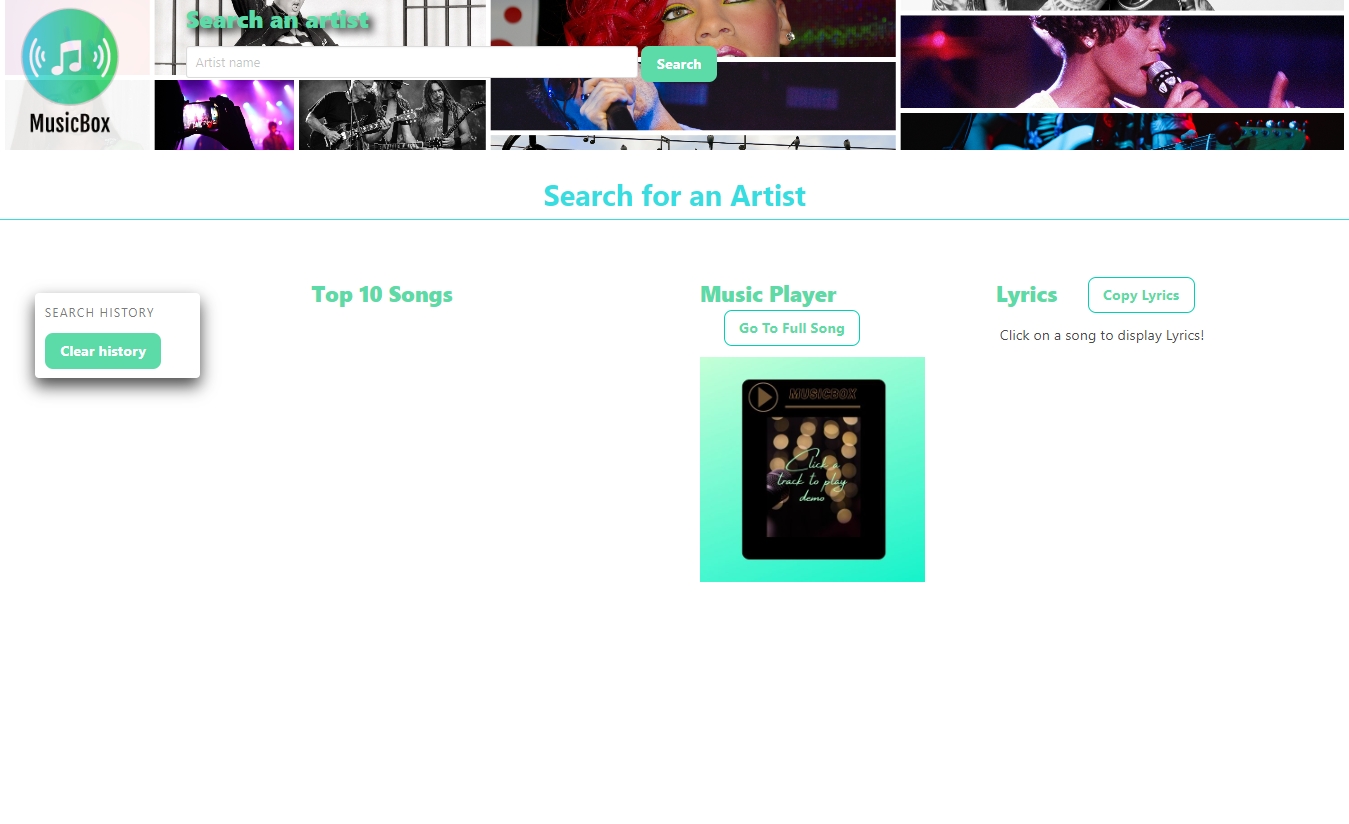 Search an artist
Artist name
Search
MusicBox
Search for an Artist
SEARCH HISTORY
Clear history
Top 10 Songs
Music Player
Go To Full Song
MUSICBOX
Click a
track to play
demo
Lyrics
Copy Lyrics
Click on a song to display Lyrics!